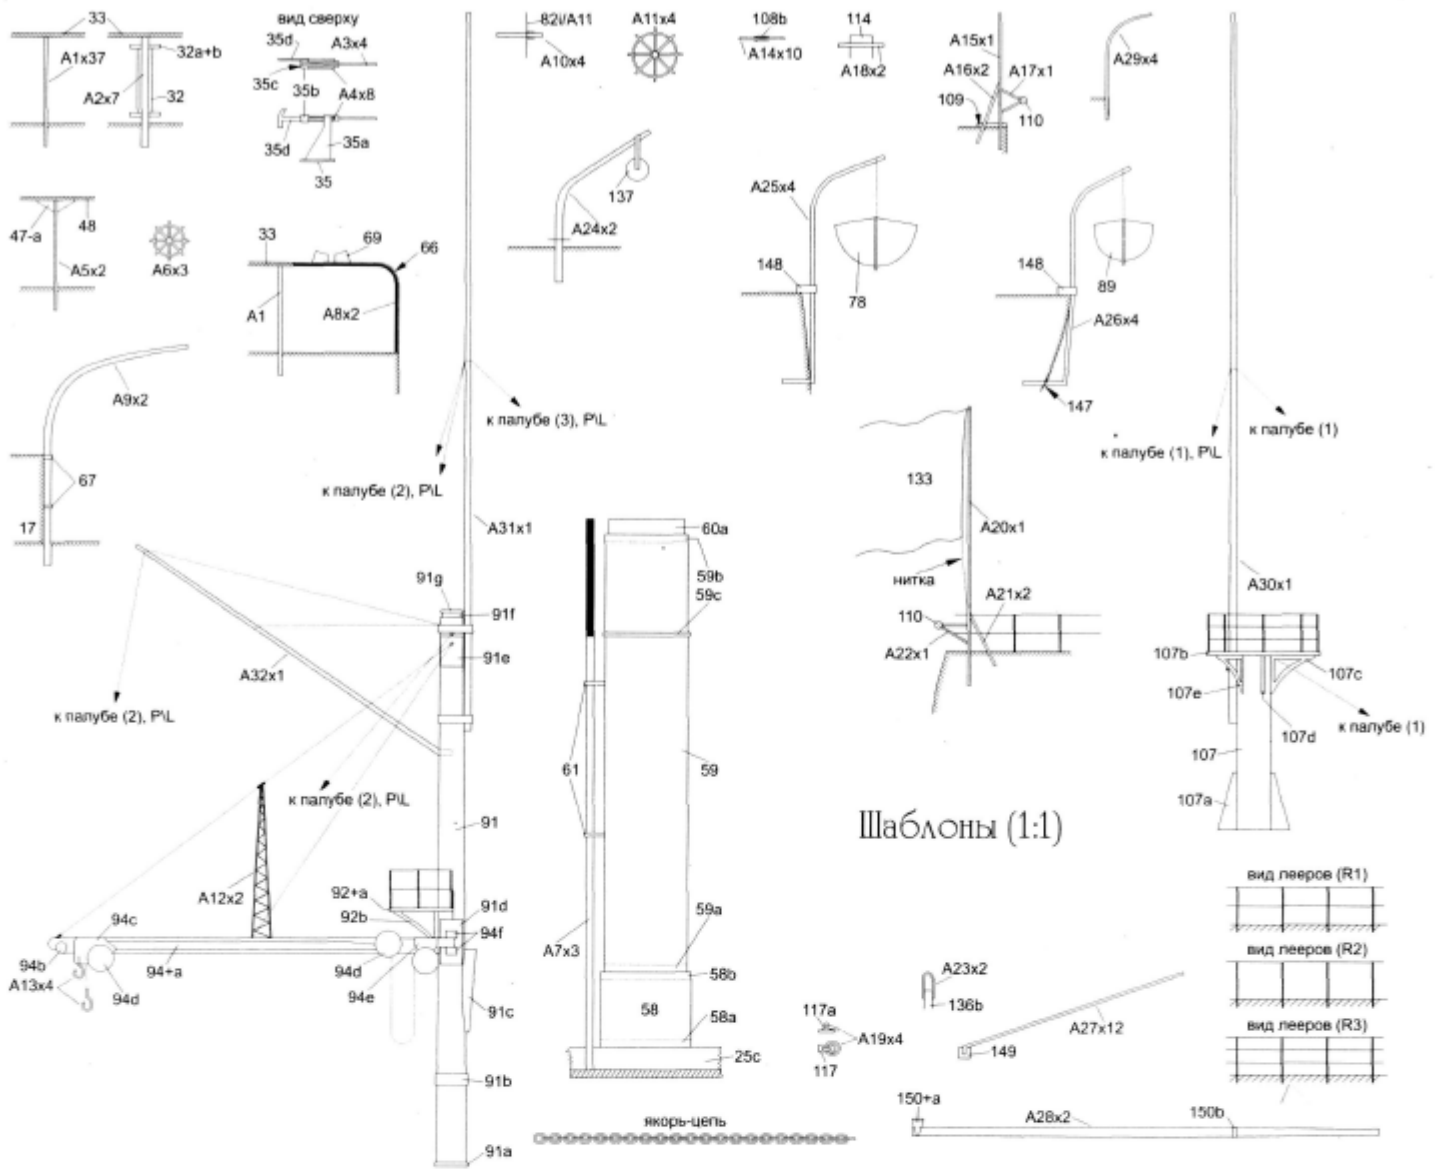 33
33
A1x37
A2x7
32a+b
32
вид сверху
35d
A3x4
35c
35b
A4x8
35d
35a
35
82i/A11
A10x4
A11x4
108b
A14x10
114
A18x2
A15x1
A16x2
A17x1
109
110
A29x4
47-a
48
A5x2
A6x3
33
69
66
A1
A8x2
137
A24x2
A25x4
148
78
148
89
A26x4
147
A9x2
67
17
к палубе (3), P\L
к палубе (2), P\L
A31x1
к палубе (1)
к палубе (1), P\L
133
A20x1
нитка
A21x2
110
A22x1
A30x1
107b
107c
107e
к палубе (1)
107d
107
107a
91g
91f
91e
A32x1
к палубе (2), P\L
к палубе (2), P\L
91
60a
59b
59c
61
59
59a
A7x3
58b
58
58a
25c
Шаблоны (1:1)
A12x2
92+a
92b
91d
94f
94c
94b
A13x4
94d
94+a
94d
94e
91c
91b
91a
117a
A19x4
117
A23x2
136b
A27x12
149
вид лееров (R1)
вид лееров (R2)
вид лееров (R3)
150+a
A28x2
150b
якорь-цепь